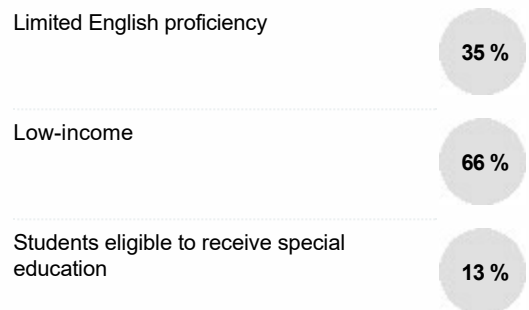 Limited English proficiency
35 %
Low-income
66 %
Students eligible to receive special
education
13 %